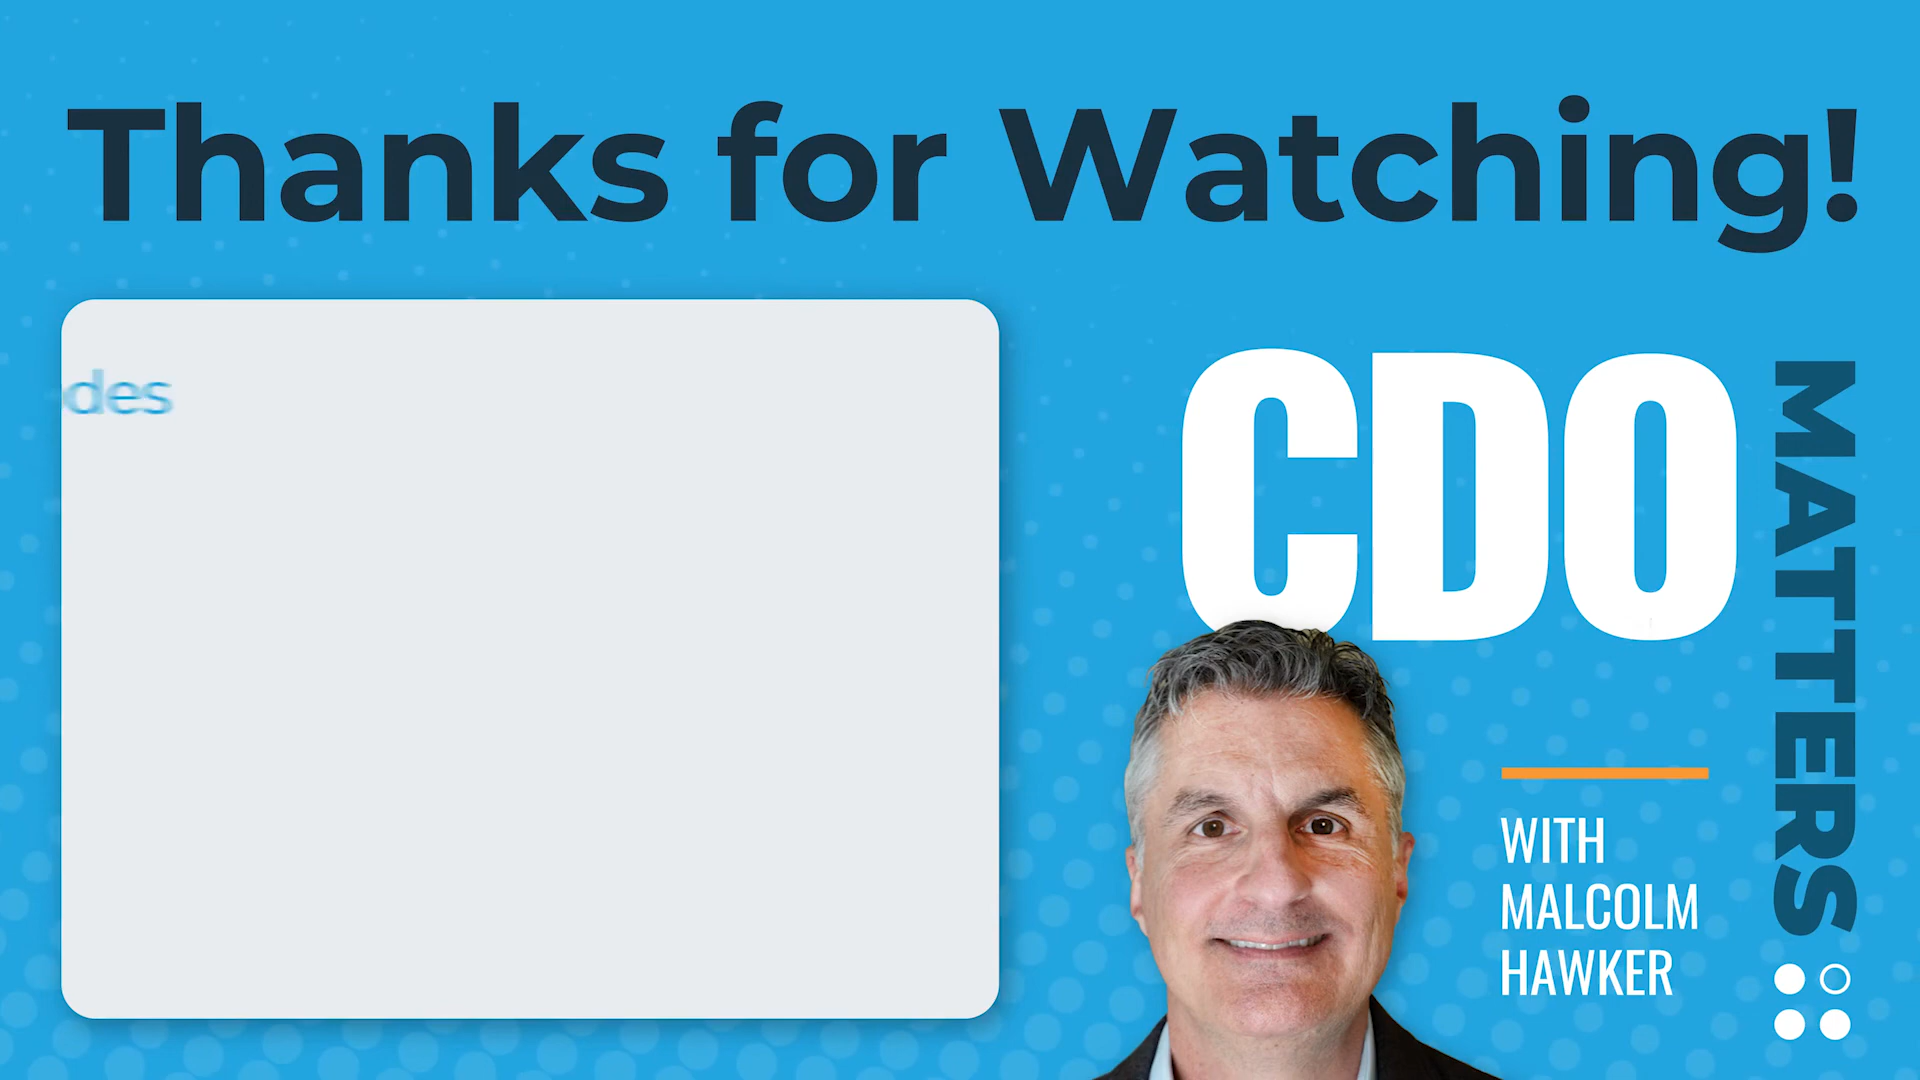 Thanks for Watching!
des
CDO
MATTERS
WITH
MALCOLM
HAWKER